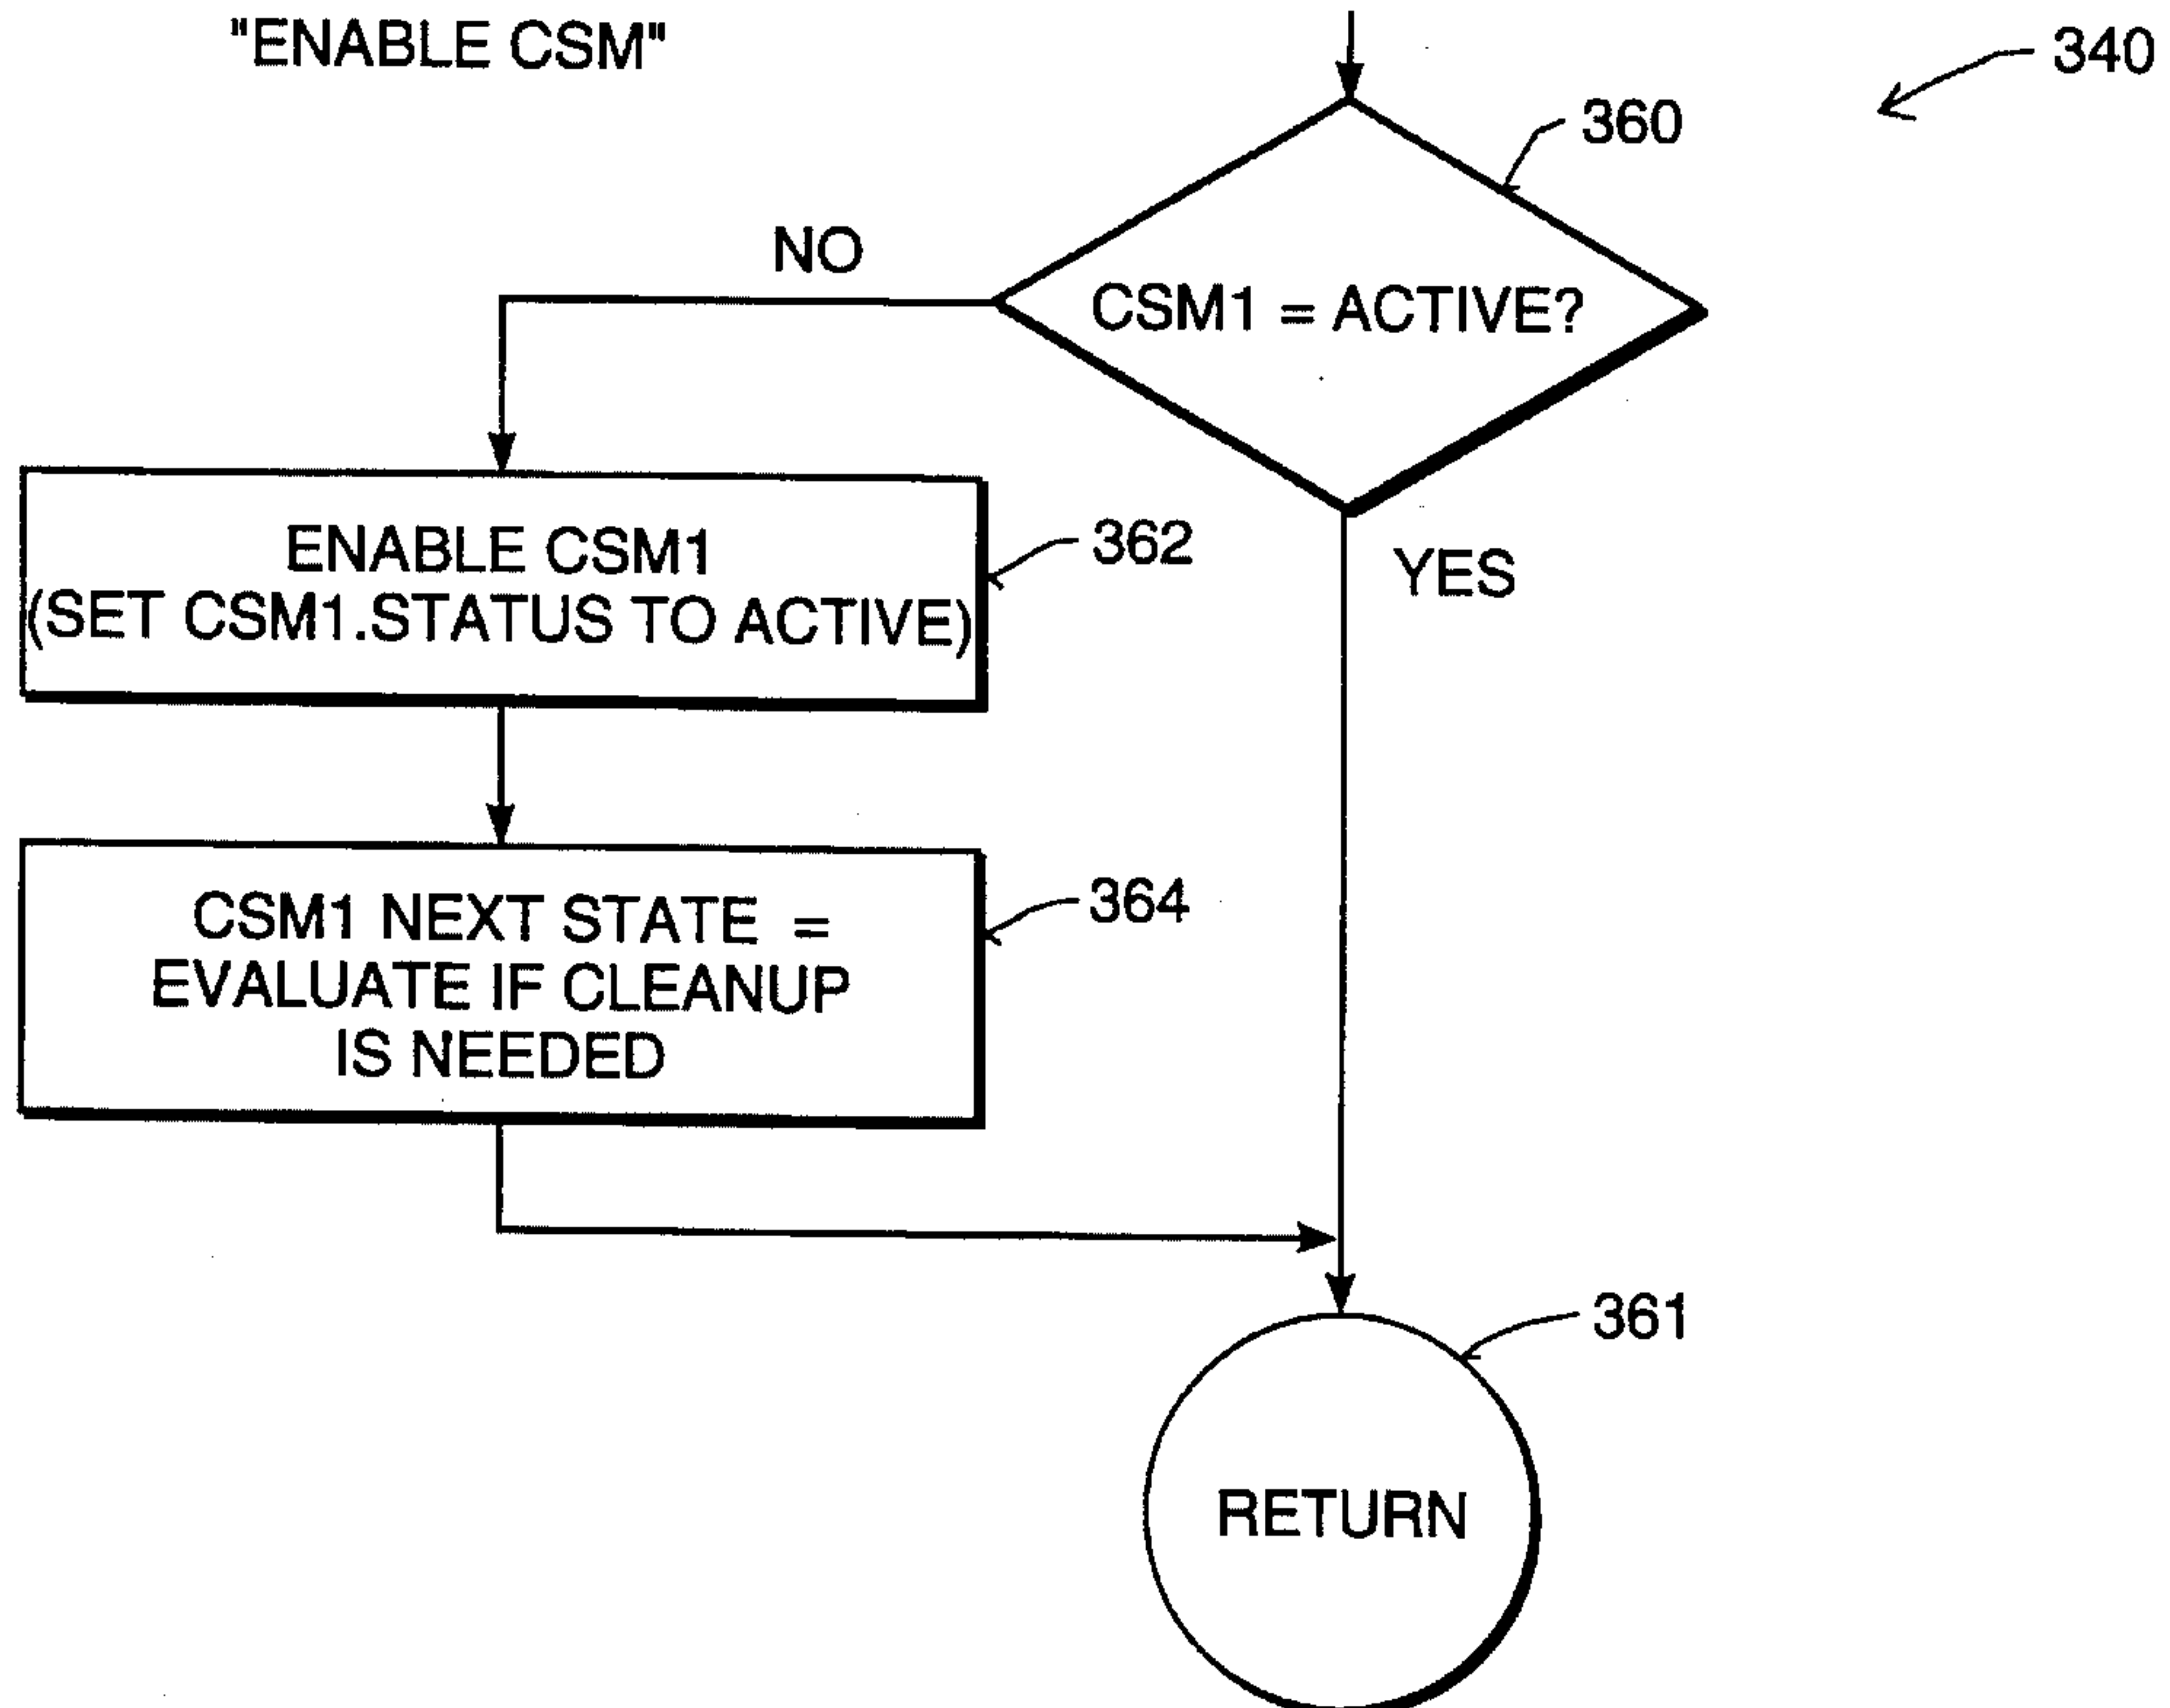 "ENABLE CSM"
340
360
NO
CSM1 = ACTIVE?
ENABLE CSM1
(SET CSM1.STATUS TO ACTIVE)
362
YES
CSM1 NEXT STATE =
EVALUATE IF CLEANUP
IS NEEDED
364
361
RETURN